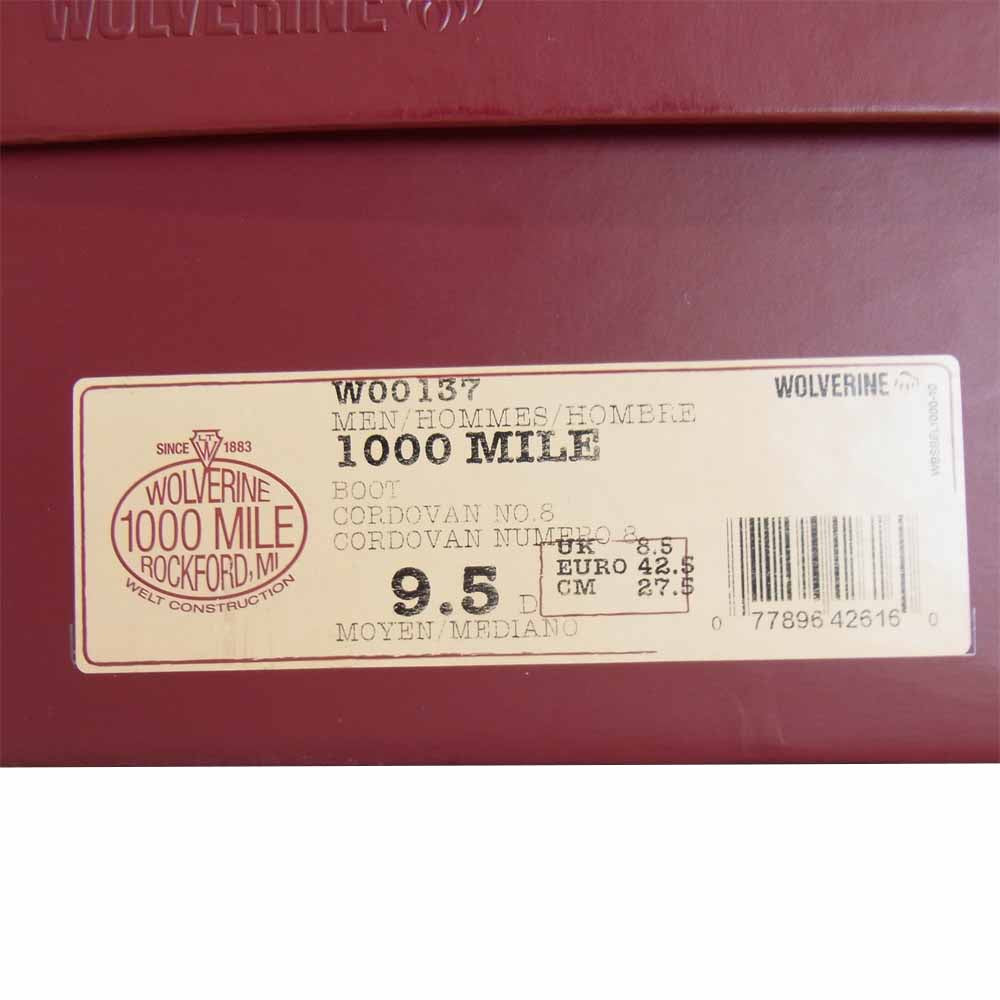 WOLVERINE
W00137
MEN/HOMMES/HOMBRE
1000 MILE
BOOT
CORDOVAN NO.8
CORDOVAN NUMERO 8
9.5 D
MOYEN/MEDIANO
UK 8.5
EURO 42.5
CM 27.5
SINCE LTW 1883
WOLVERINE
1000 MILE
ROCKFORD, MI
WELT CONSTRUCTION
WOLVERINE
0 77896 42616 0